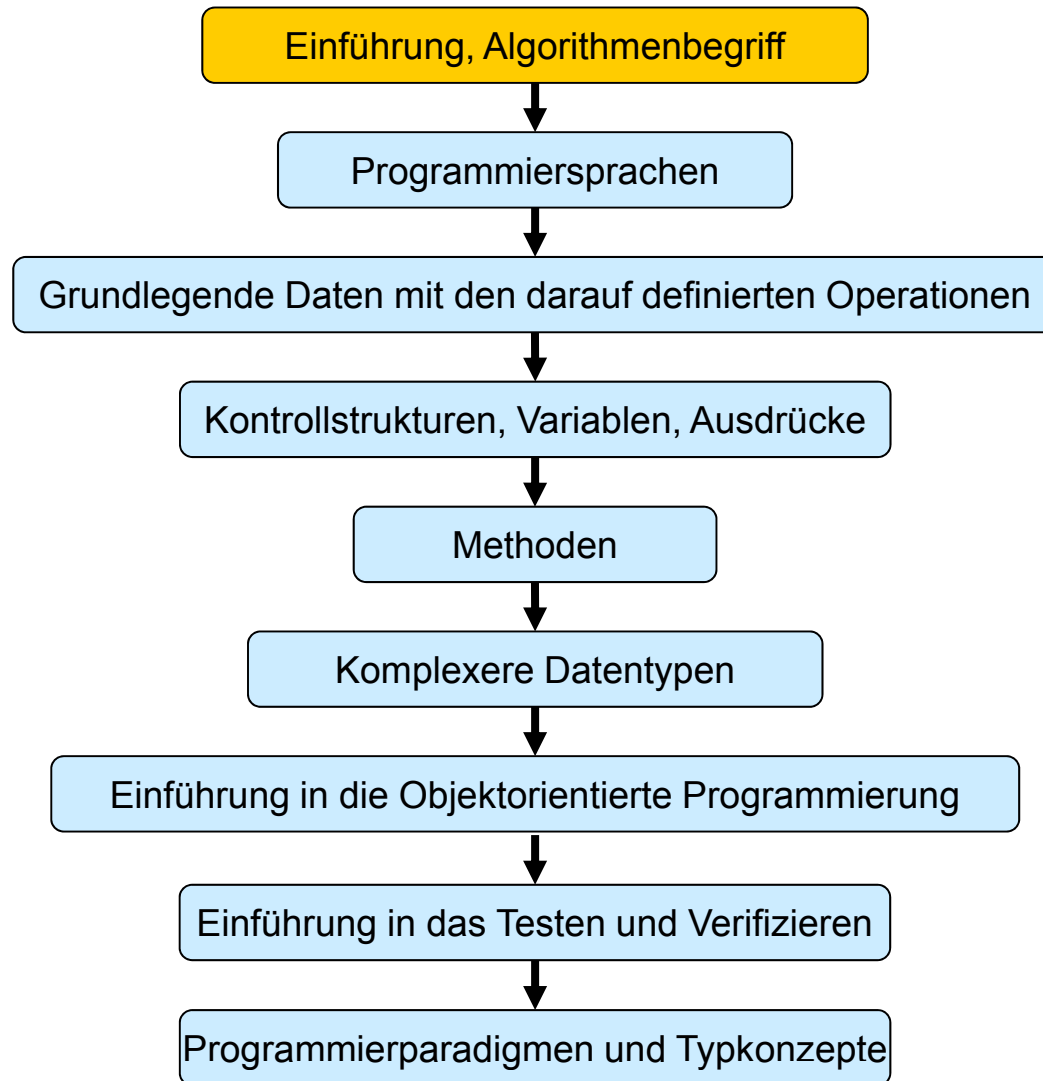 Einführung, Algorithmenbegriff
Programmiersprachen
Grundlegende Daten mit den darauf definierten Operationen
Kontrollstrukturen, Variablen, Ausdrücke
Methoden
Komplexere Datentypen
Einführung in die Objektorientierte Programmierung
Einführung in das Testen und Verifizieren
Programmierparadigmen und Typkonzepte